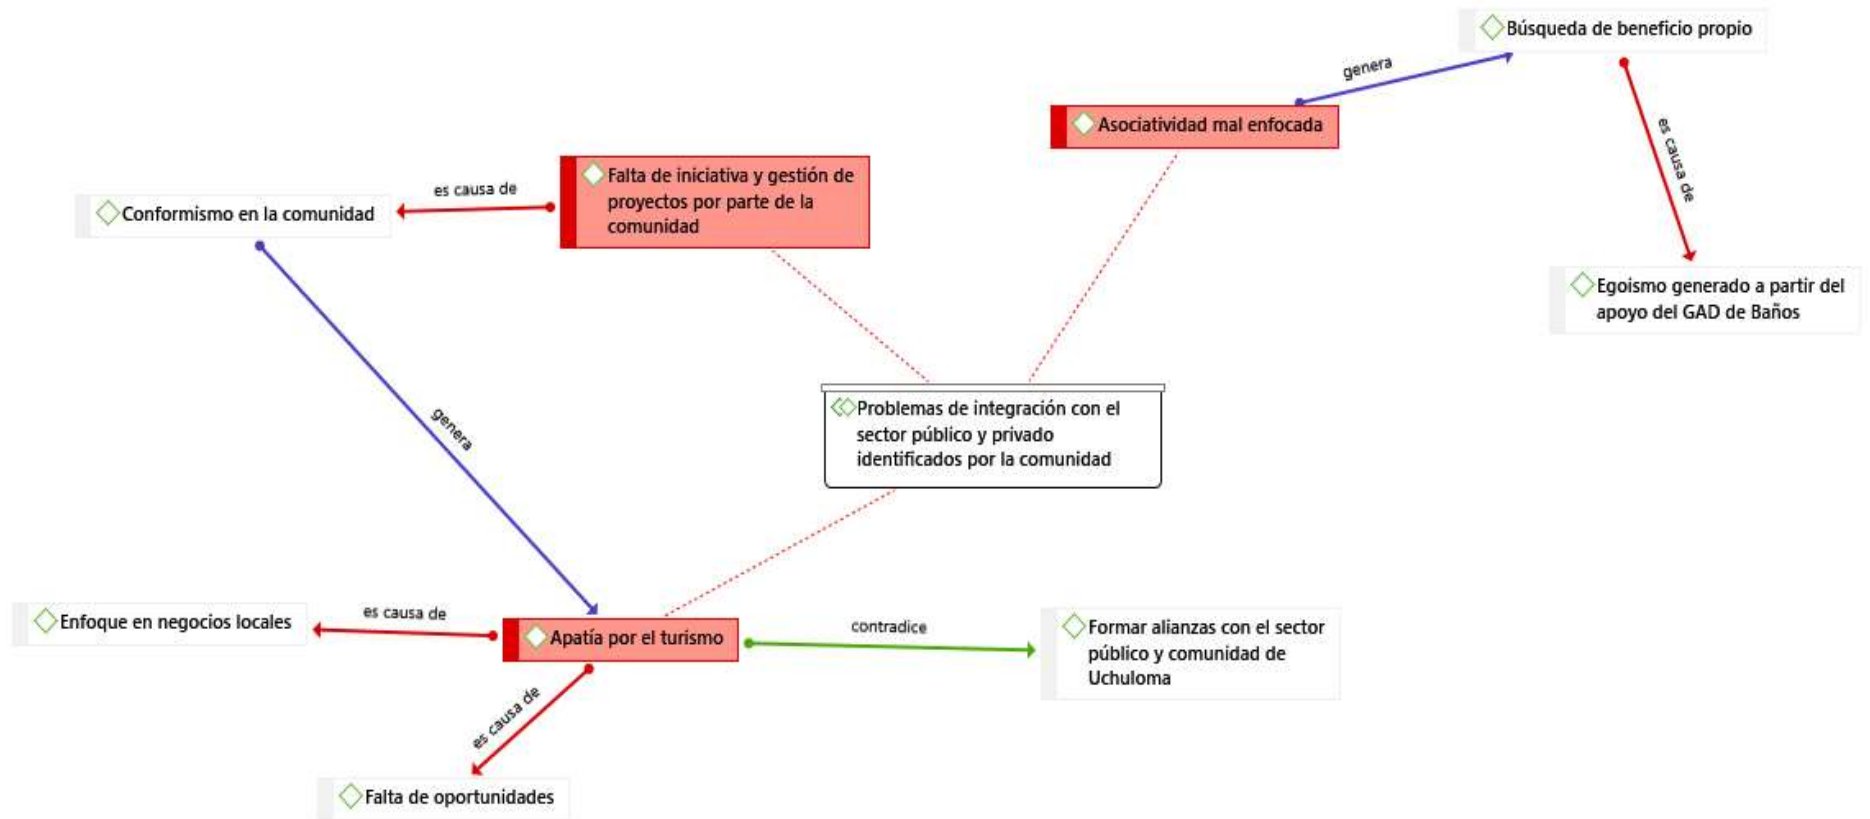 Búsqueda de beneficio propio
genera
Asociatividad mal enfocada
es causa de
Falta de iniciativa y gestión de
proyectos por parte de la
comunidad
es causa de
Conformismo en la comunidad
Egoismo generado a partir del
apoyo del GAD de Baños
Problemas de integración con el
sector público y privado
identificados por la comunidad
genera
Enfoque en negocios locales
es causa de
Apatía por el turismo
contradice
Formar alianzas con el sector
público y comunidad de
Uchuloma
es causa de
Falta de oportunidades